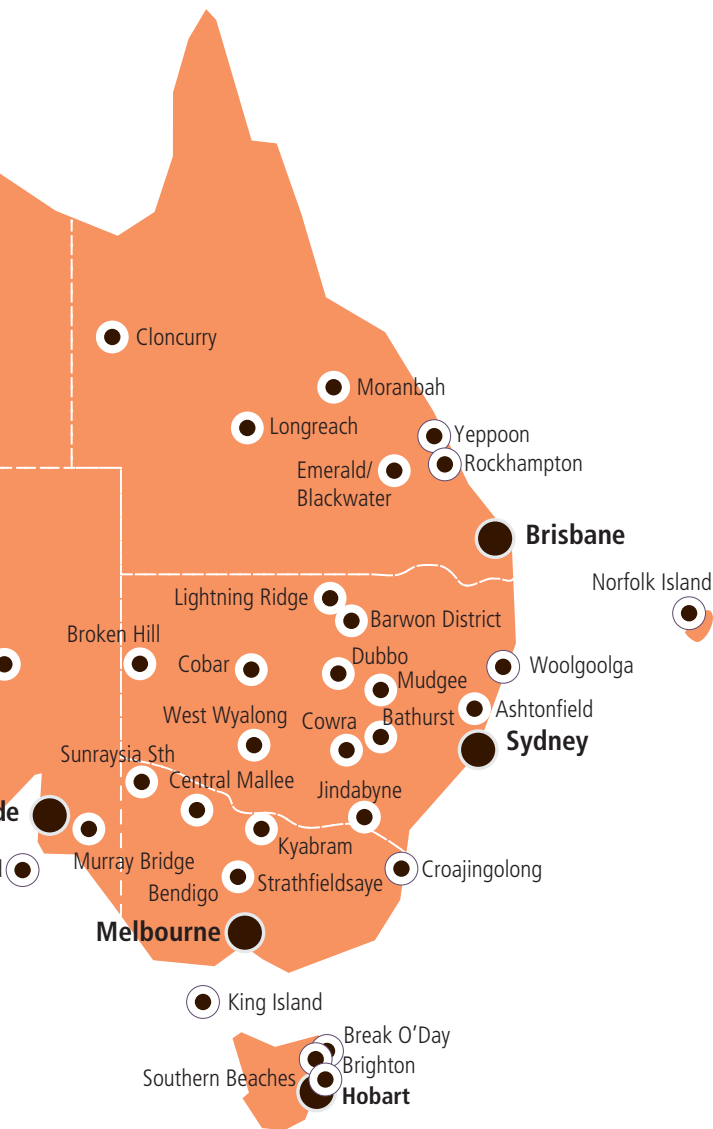 Cloncurry
Moranbah
Longreach
Yeppoon
Rockhampton
Emerald/
Blackwater
Brisbane
Norfolk Island
Lightning Ridge
Barwon District
Broken Hill
Cobar
Dubbo
Woolgoolga
Mudgee
West Wyalong
Cowra
Bathurst
Ashtonfield
Sydney
Sunraysia Sth
Central Mallee
Jindabyne
de
Kyabram
Murray Bridge
Croajingolong
Strathfieldsaye
Bendigo
Melbourne
King Island
Break O’Day
Brighton
Southern Beaches
Hobart